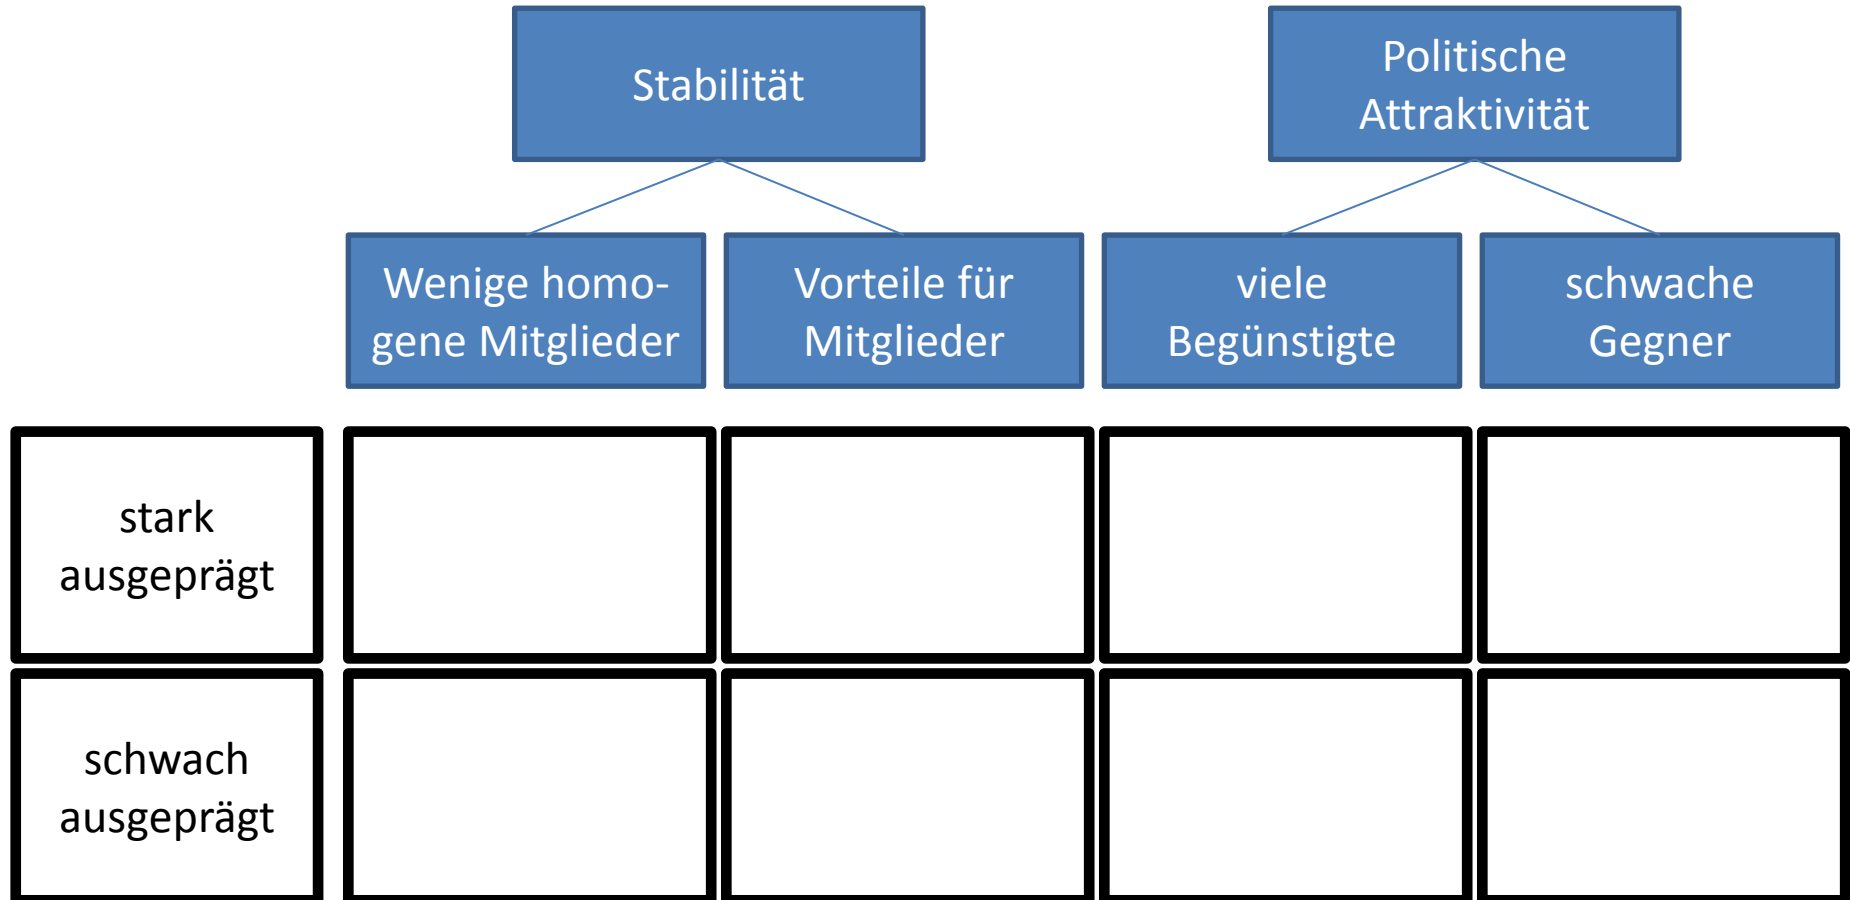 Stabilität
Politische
Attraktivität
Wenige homo-
gene Mitglieder
Vorteile für
Mitglieder
viele
Begünstigte
schwache
Gegner
stark
ausgeprägt
schwach
ausgeprägt